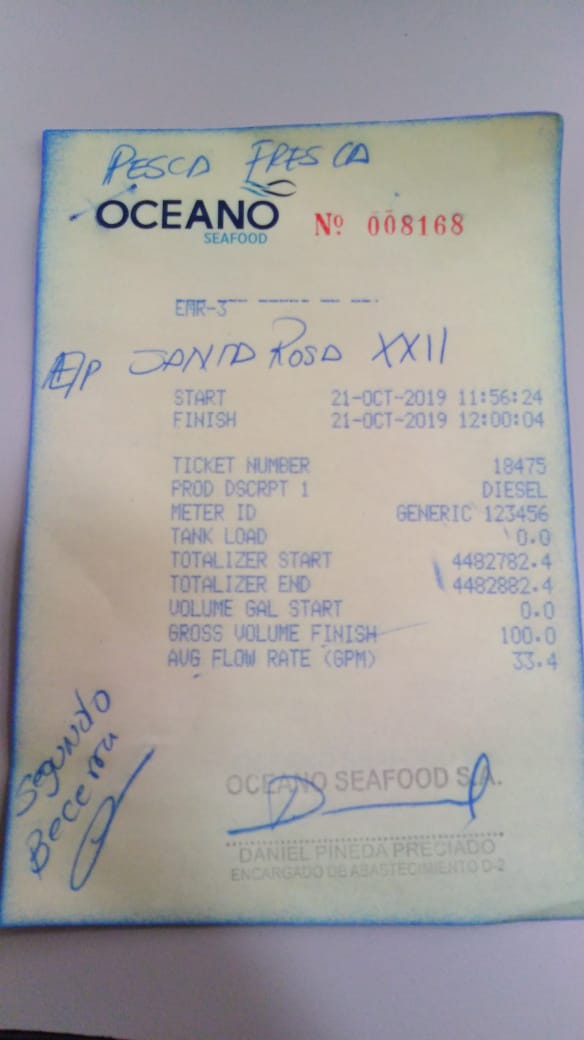 PESCA FRESCA
OCEANO
SEAFOOD
Nº 008168
EMR-3
E/P SANTA ROSA XXII
START 21-OCT-2019 11:56:24
FINISH 21-OCT-2019 12:00:04
TICKET NUMBER 18475
PROD DSCRPT 1 DIESEL
METER ID GENERIC 123456
TANK LOAD 0.0
TOTALIZER START 4482782.4
TOTALIZER END 4482882.4
VOLUME GAL START 0.0
GROSS VOLUME FINISH 100.0
AVG FLOW RATE (GPM) 33.4
Segundo
Becerra
OCEANO SEAFOOD S.A.
DANIEL PINEDA PRECIADO
ENCARGADO DE ABASTECIMIENTO D-2